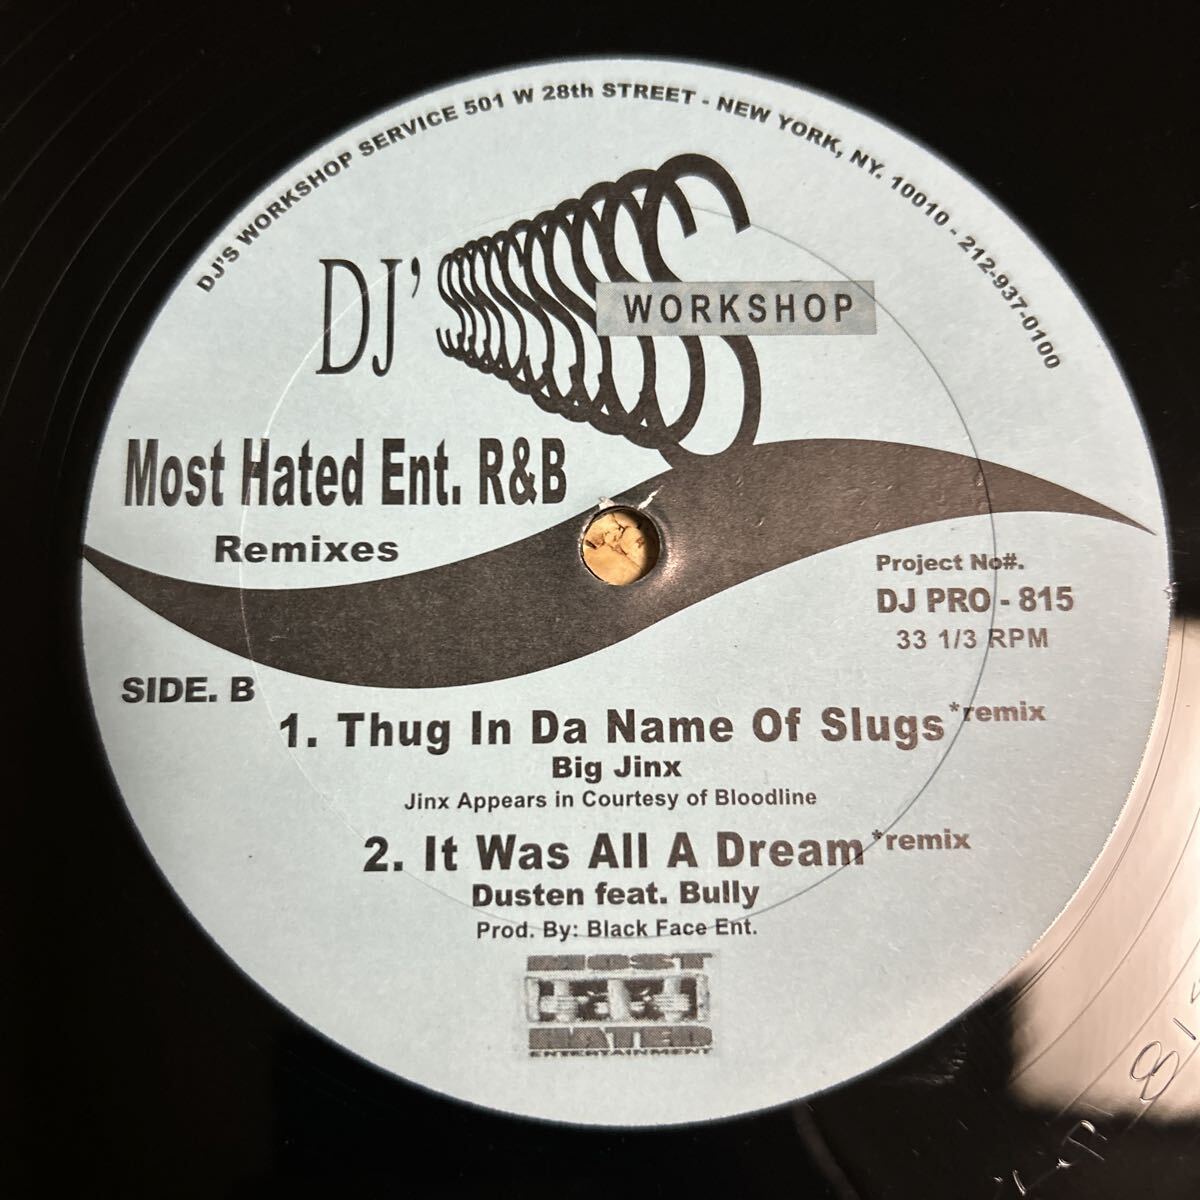 DJ'S WORKSHOP SERVICE 501 W 28th STREET - NEW YORK, NY. 10010 - 212-937-0100
DJ'S
WORKSHOP
Most Hated Ent. R&B
Remixes
Project No#.
DJ PRO - 815
33 1/3 RPM
SIDE. B
1. Thug In Da Name Of Slugs *remix
Big Jinx
Jinx Appears in Courtesy of Bloodline
2. It Was All A Dream *remix
Dusten feat. Bully
Prod. By: Black Face Ent.
MOST
HATED
ENTERTAINMENT